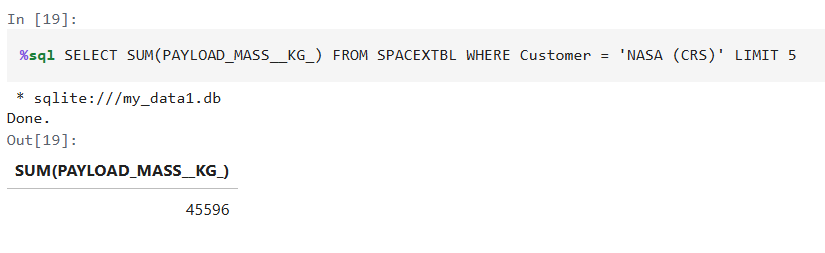 In [19]:
%sql SELECT SUM(PAYLOAD_MASS__KG_) FROM SPACEXTBL WHERE Customer = 'NASA (CRS)' LIMIT 5
* sqlite:///my_data1.db
Done.
Out[19]:
SUM(PAYLOAD_MASS__KG_)
45596